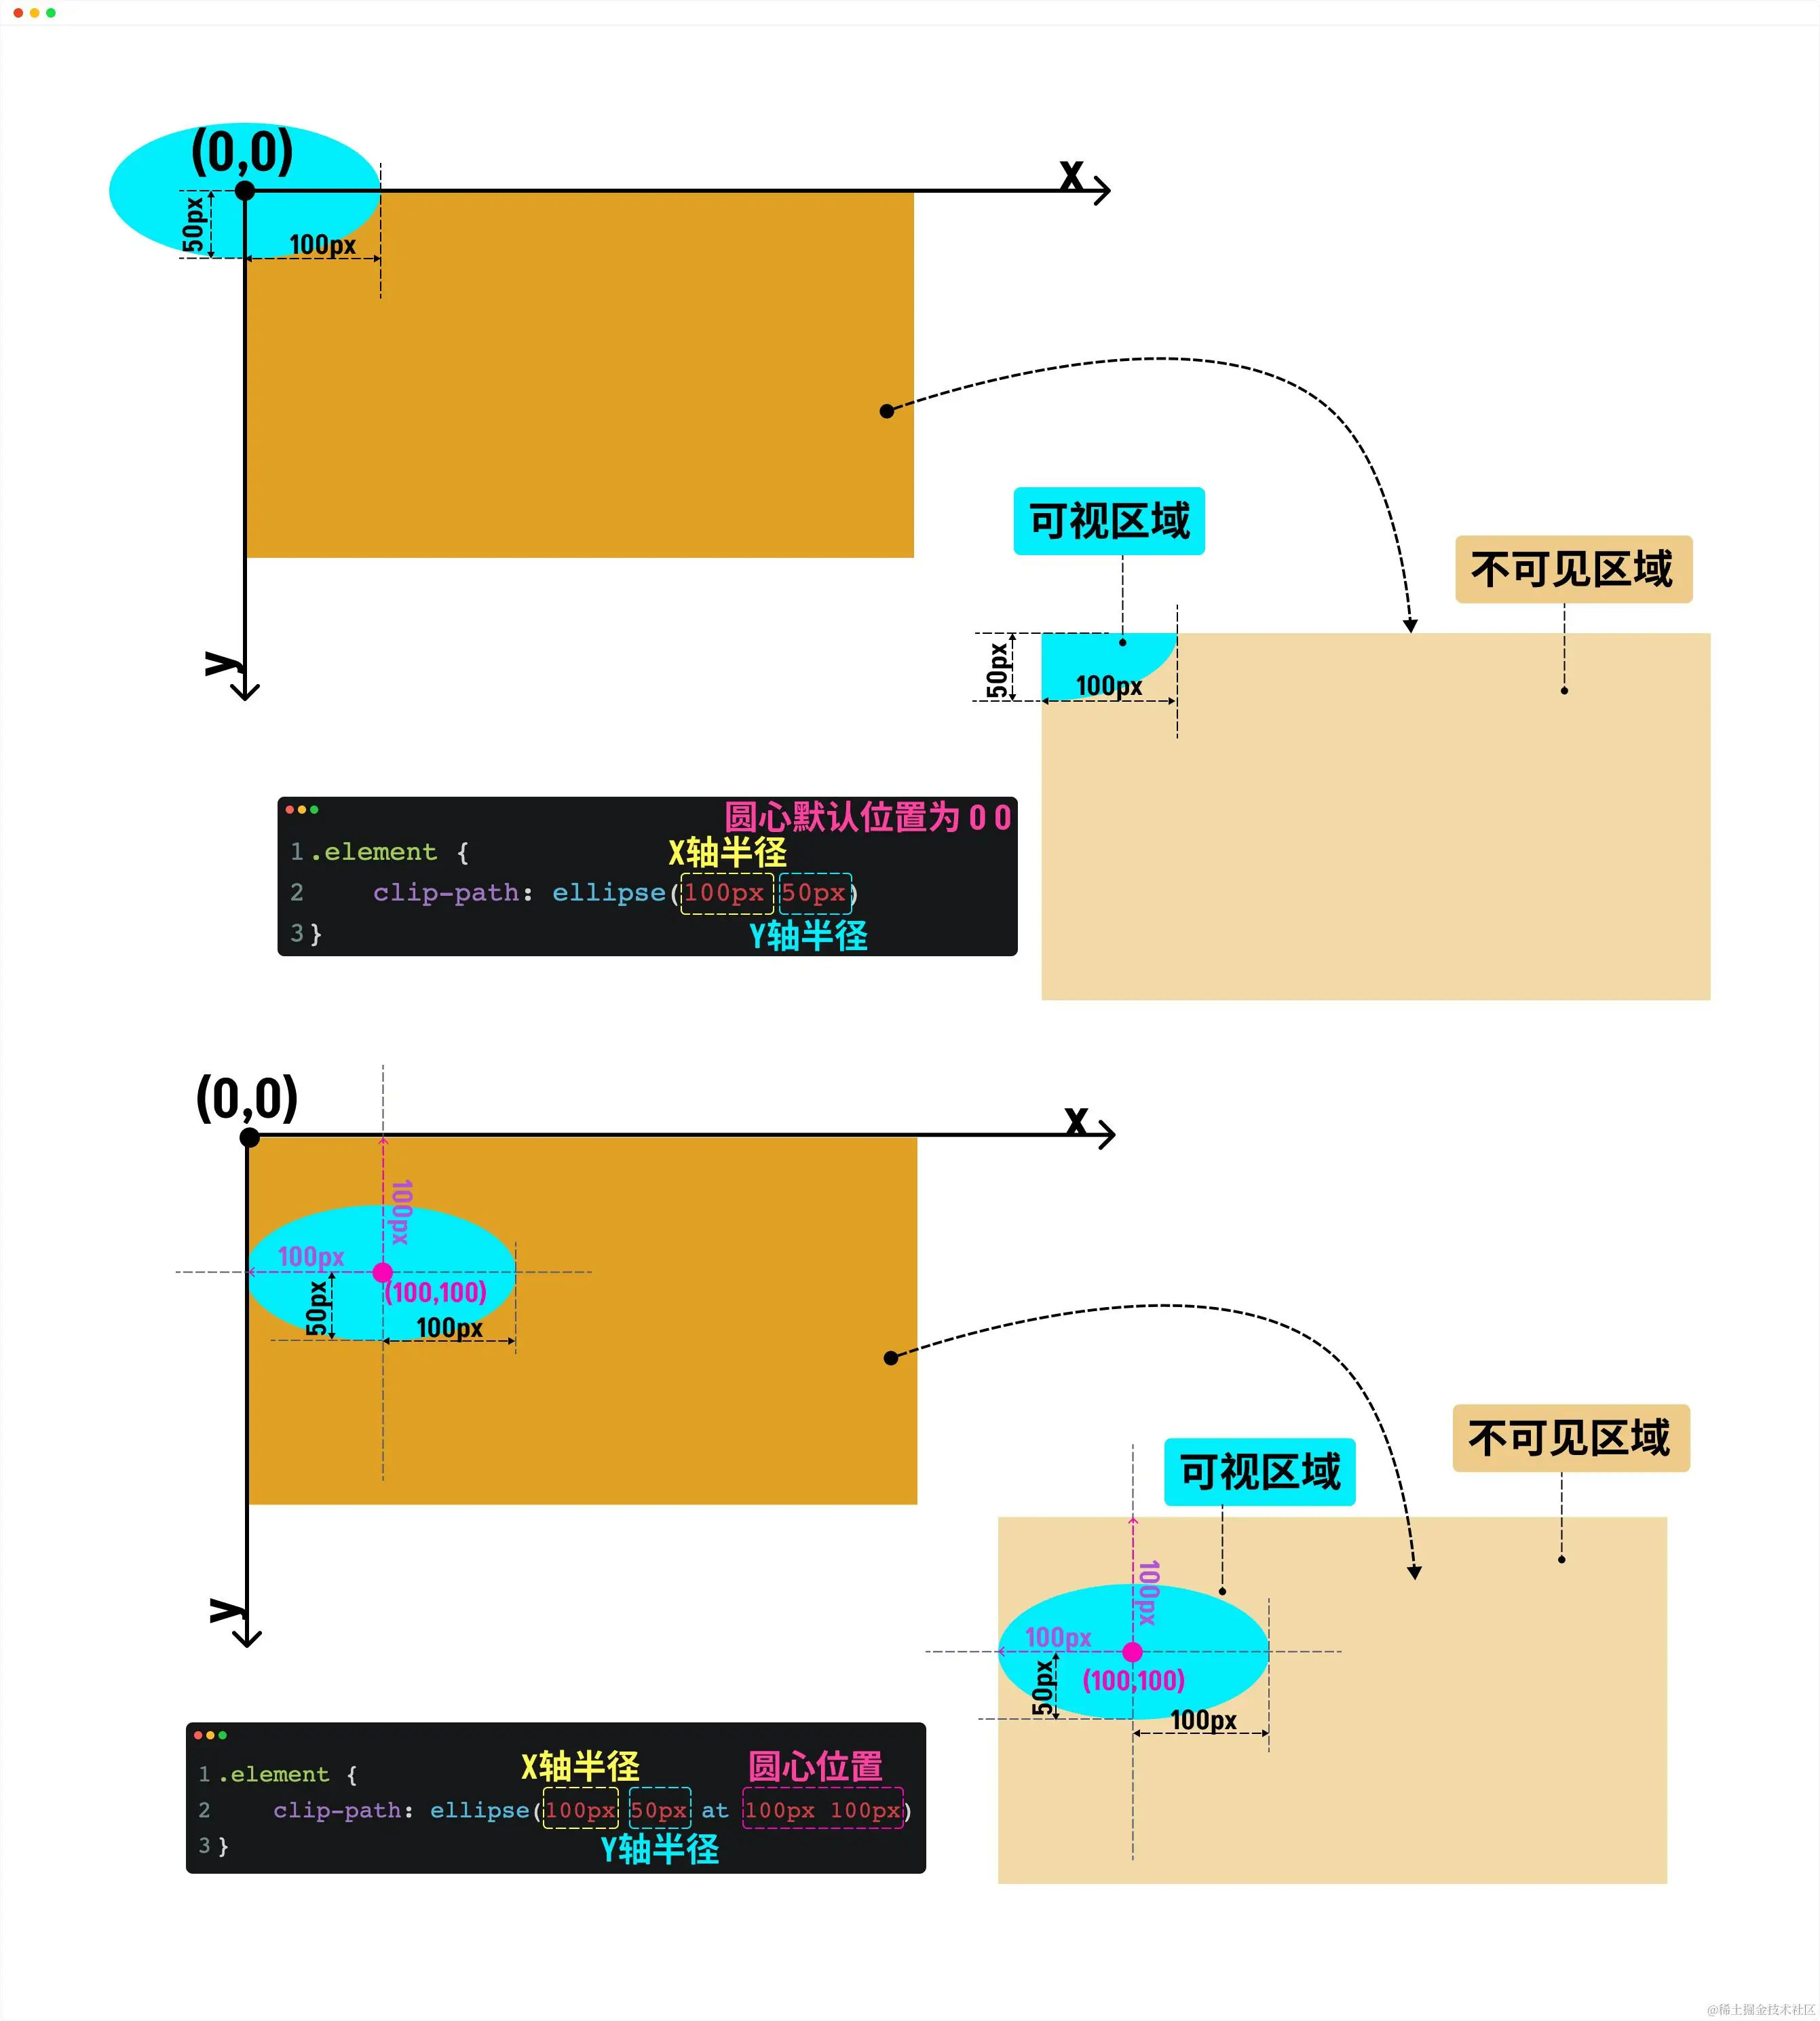 (0,0)
x
50px
100px
可视区域
不可见区域
y
50px
100px
圆心默认位置为 0 0
X轴半径
1 .element {
2 clip-path: ellipse(100px 50px)
3 }
Y轴半径
(0,0)
x
100px
100px
(100,100)
50px
100px
不可见区域
可视区域
100px
y
100px
(100,100)
50px
100px
X轴半径 圆心位置
1 .element {
2 clip-path: ellipse(100px 50px at 100px 100px)
3 }
Y轴半径
@稀土掘金技术社区